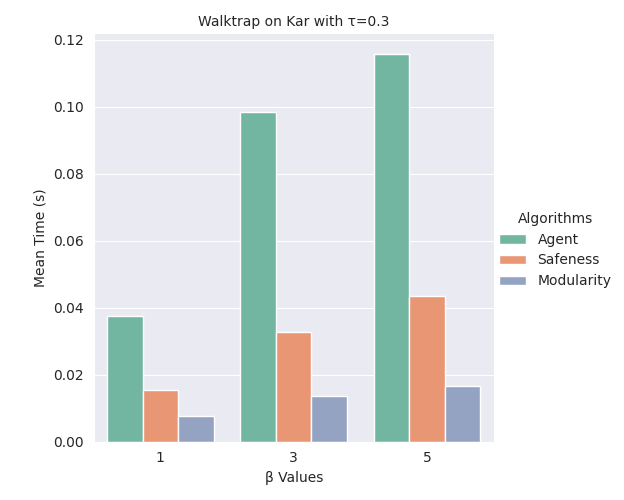 Walktrap on Kar with τ=0.3
0.12
0.10
0.08
0.06
0.04
0.02
0.00
Mean Time (s)
1 3 5
β Values
Algorithms
Agent
Safeness
Modularity